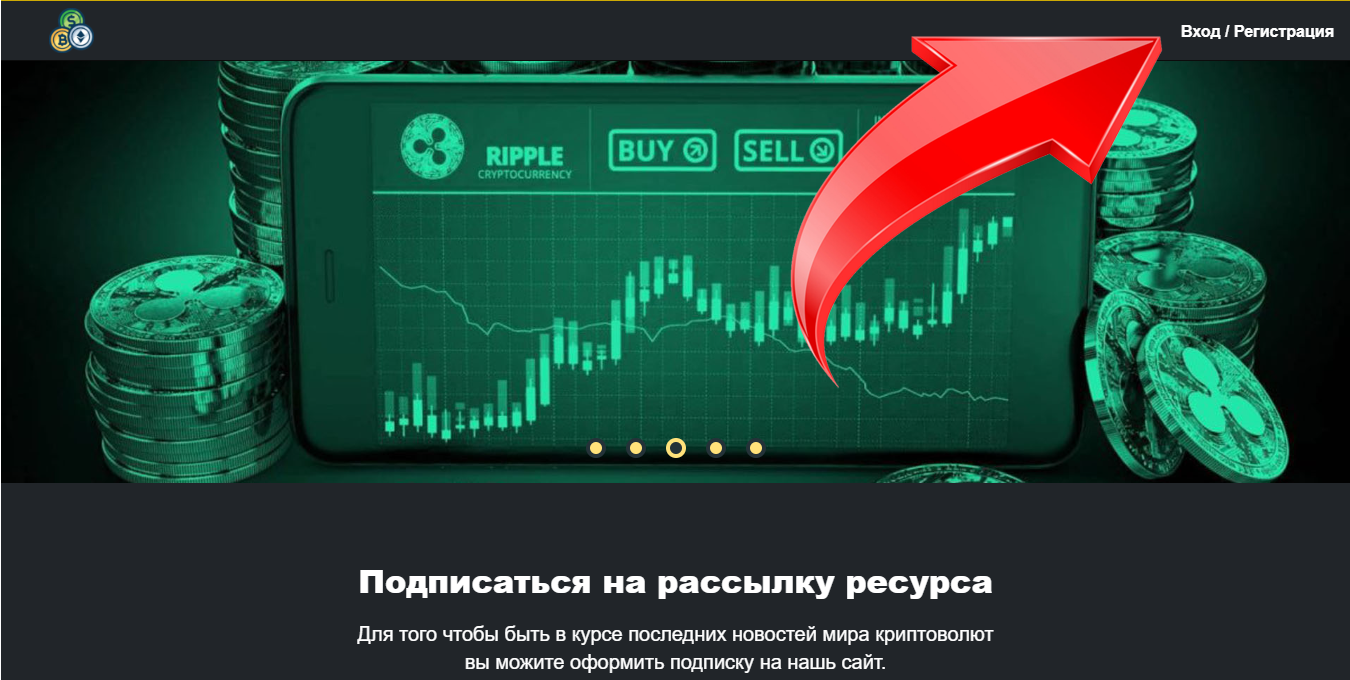 Вход / Регистрация
RIPPLE
CRYPTOCURRENCY
BUY
SELL
Подписаться на рассылку ресурса
Для того чтобы быть в курсе последних новостей мира криптоволют
вы можите оформить подписку на нашь сайт.